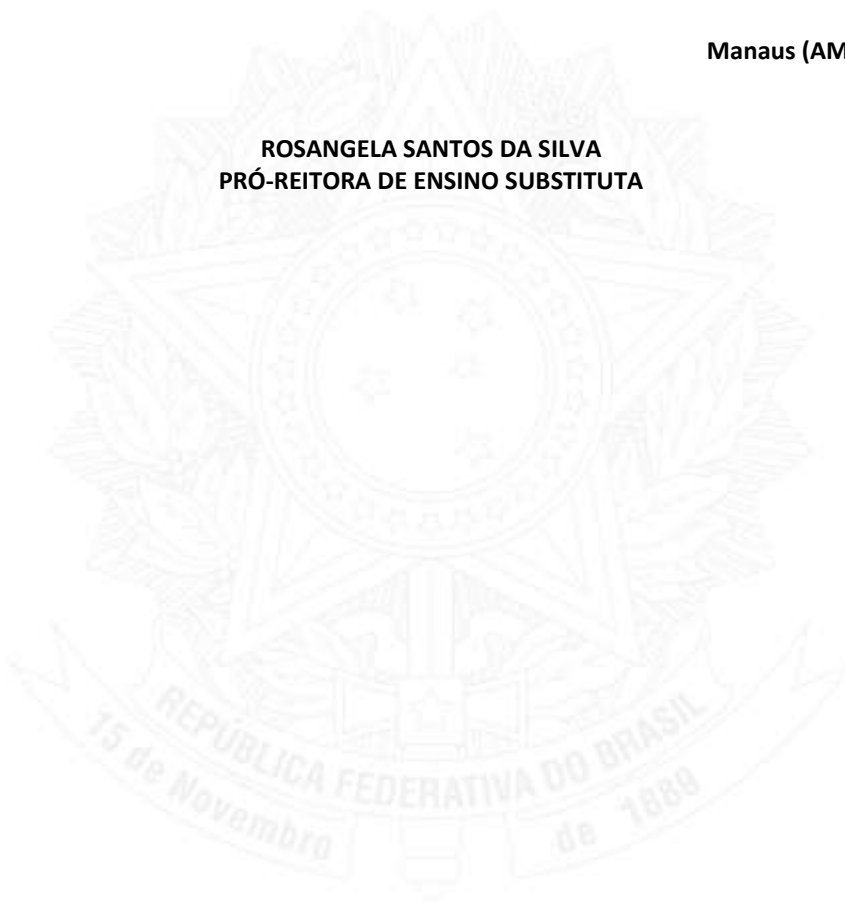 Manaus (AM
ROSANGELA SANTOS DA SILVA
PRÓ-REITORA DE ENSINO SUBSTITUTA
REPÚBLICA FEDERATIVA DO BRASIL
15 de Novembro de 1889